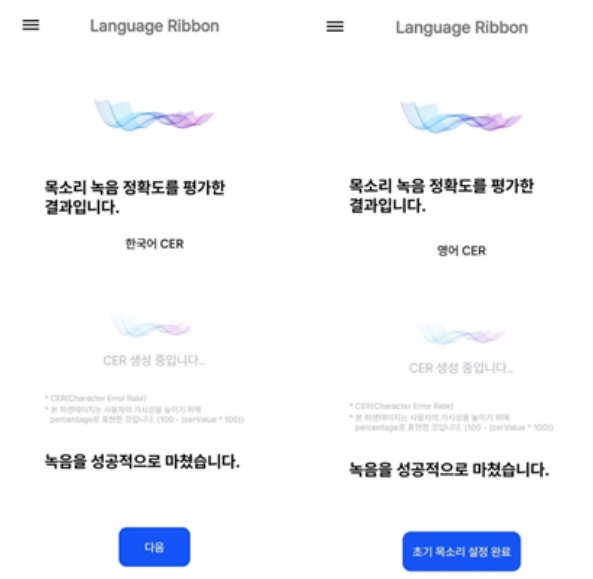 Language Ribbon
목소리 녹음 정확도를 평가한
결과입니다.
한국어 CER
CER 생성 중입니다..
* CER(Character Error Rate)
* 본 퍼센테이지는 사용자의 가시성을 높이기 위해
percentage로 표현한 것입니다. (100 - (cerValue * 100))
녹음을 성공적으로 마쳤습니다.
다음
Language Ribbon
목소리 녹음 정확도를 평가한
결과입니다.
영어 CER
CER 생성 중입니다..
* CER(Character Error Rate)
* 본 퍼센테이지는 사용자의 가시성을 높이기 위해
percentage로 표현한 것입니다. (100 - (cerValue * 100))
녹음을 성공적으로 마쳤습니다.
초기 목소리 설정 완료